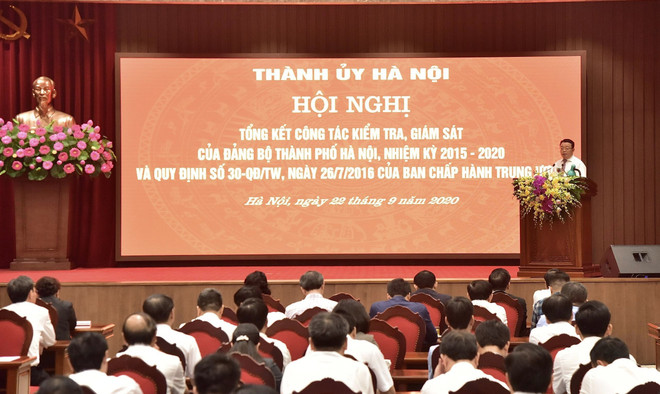 THÀNH ỦY HÀ NỘI
HỘI NGHỊ
TỔNG KẾT CÔNG TÁC KIỂM TRA, GIÁM SÁT
CỦA ĐẢNG BỘ THÀNH PHỐ HÀ NỘI, NHIỆM KỲ 2015 - 2020
VÀ QUY ĐỊNH SỐ 30-QĐ/TW, NGÀY 26/7/2016 CỦA BAN CHẤP HÀNH TRUNG
Hà Nội, ngày 22 tháng 9 năm 2020